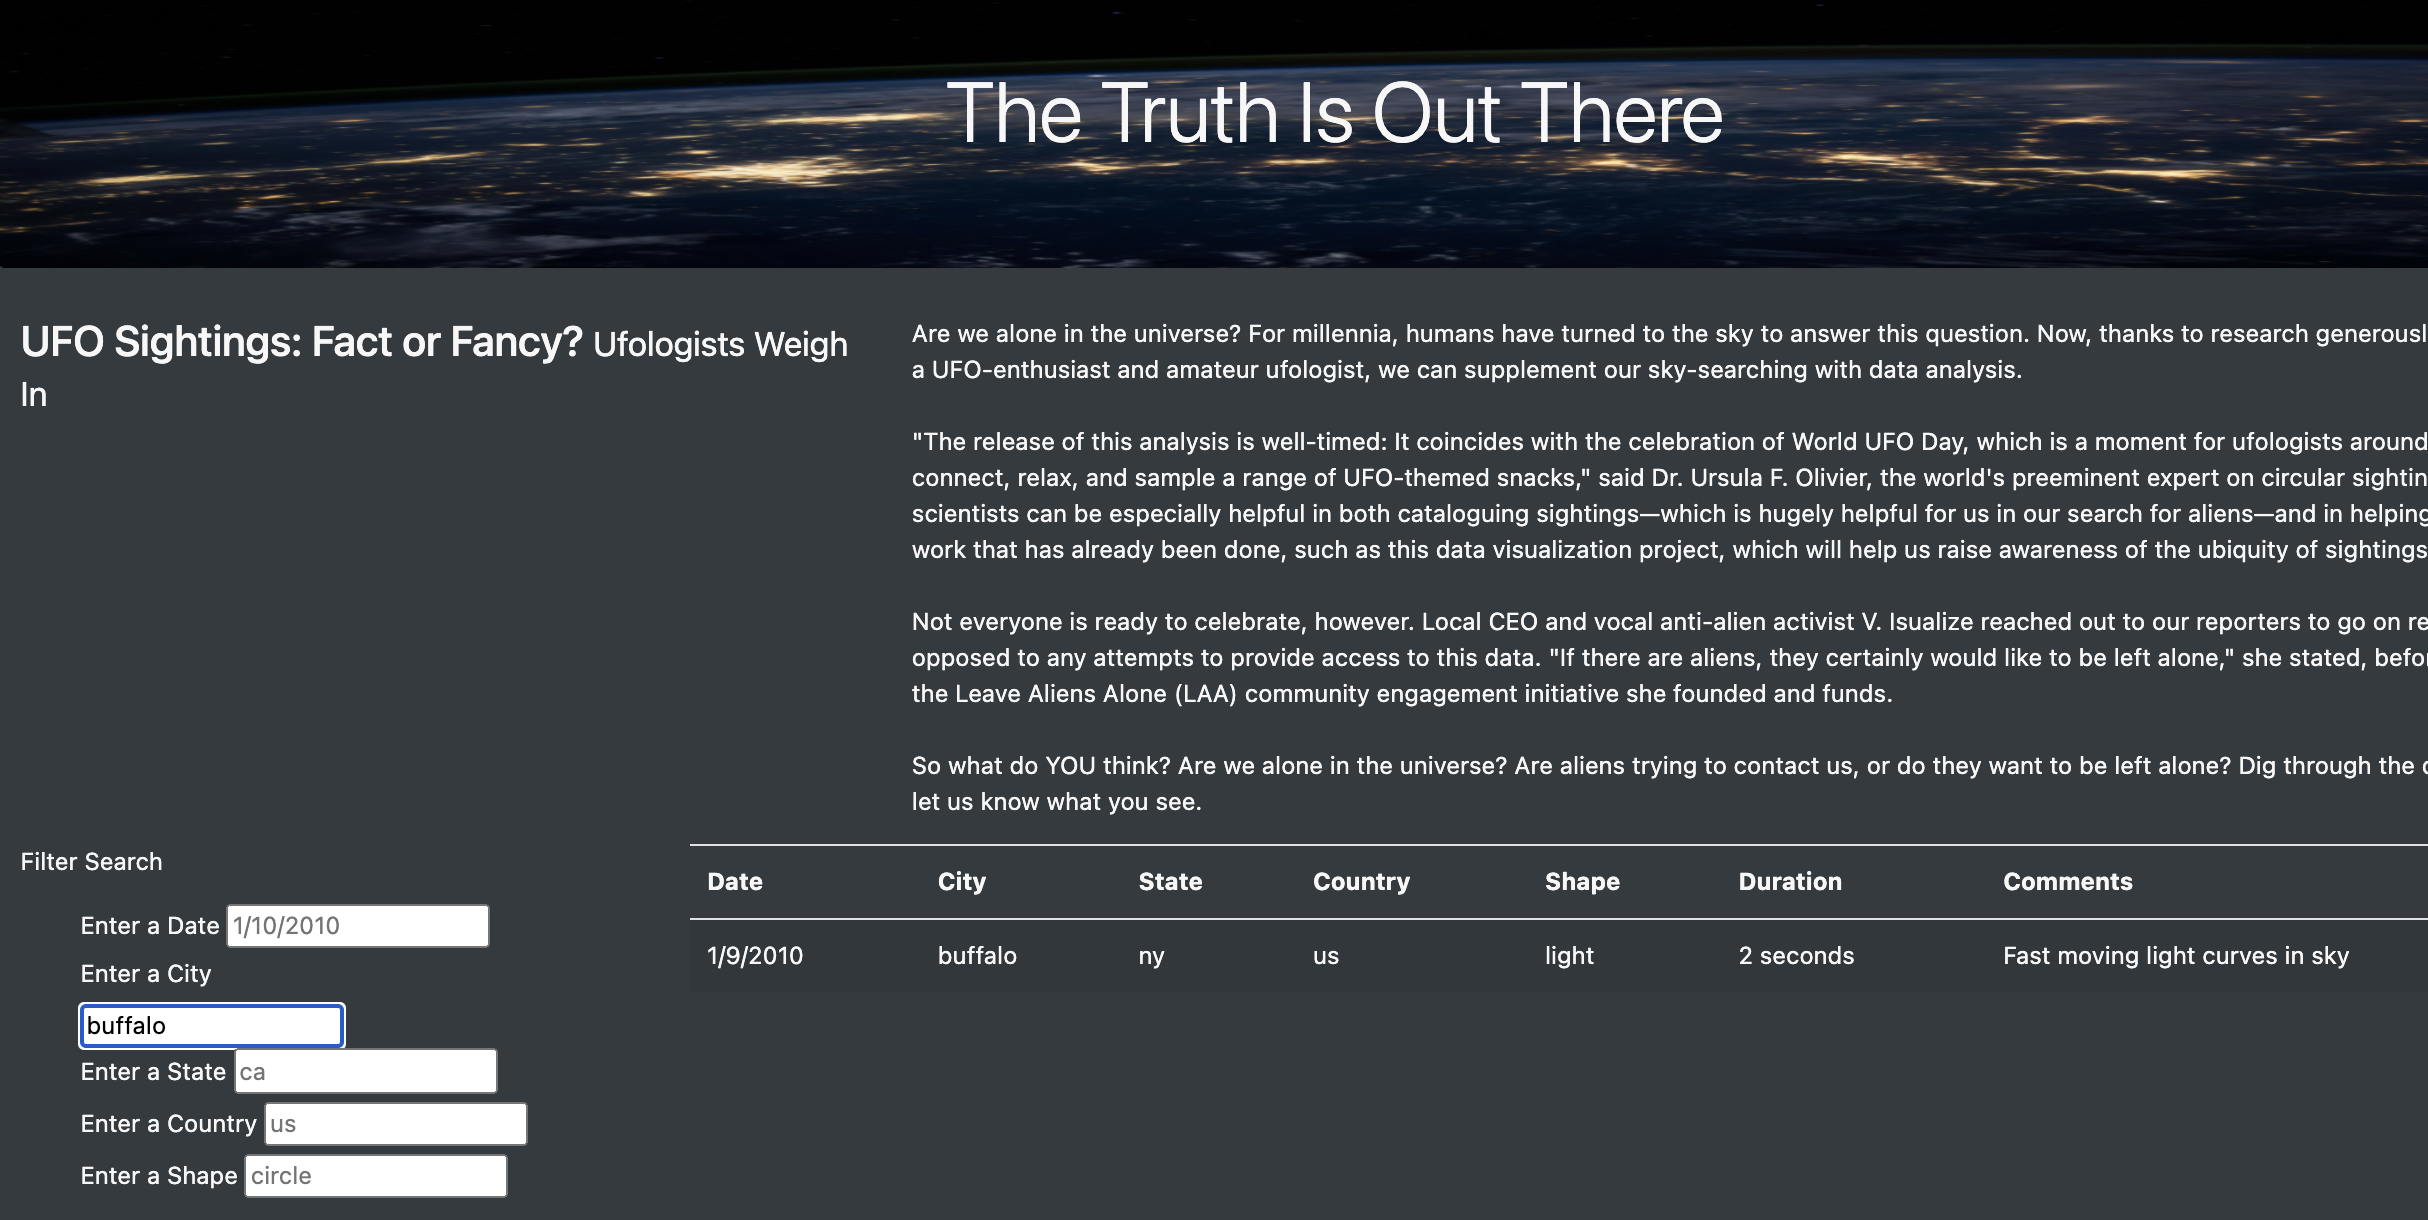 The Truth Is Out There
UFO Sightings: Fact or Fancy? Ufologists Weigh
In
Are we alone in the universe? For millennia, humans have turned to the sky to answer this question. Now, thanks to research
a UFO-enthusiast and amateur ufologist, we can supplement our sky-searching with data analysis.
"The release of this analysis is well-timed: It coincides with the celebration of World UFO Day, which is a moment for ufologists around
connect, relax, and sample a range of UFO-themed snacks," said Dr. Ursula F. Olivier, the world's preeminent expert on circular
scientists can be especially helpful in both cataloguing sightings—which is hugely helpful for us in our search for aliens—and in helping
work that has already been done, such as this data visualization project, which will help us raise awareness of the ubiquity of sightings
Not everyone is ready to celebrate, however. Local CEO and vocal anti-alien activist V. Isualize reached out to our reporters to go on
opposed to any attempts to provide access to this data. "If there are aliens, they certainly would like to be left alone," she stated,
the Leave Aliens Alone (LAA) community engagement initiative she founded and funds.
So what do YOU think? Are we alone in the universe? Are aliens trying to contact us, or do they want to be left alone? Dig through the
let us know what you see.
Filter Search
Date City State Country Shape Duration Comments
Enter a Date 1/10/2010
1/9/2010 buffalo ny us light 2 seconds Fast moving light curves in sky
Enter a City
buffalo
Enter a State ca
Enter a Country us
Enter a Shape circle